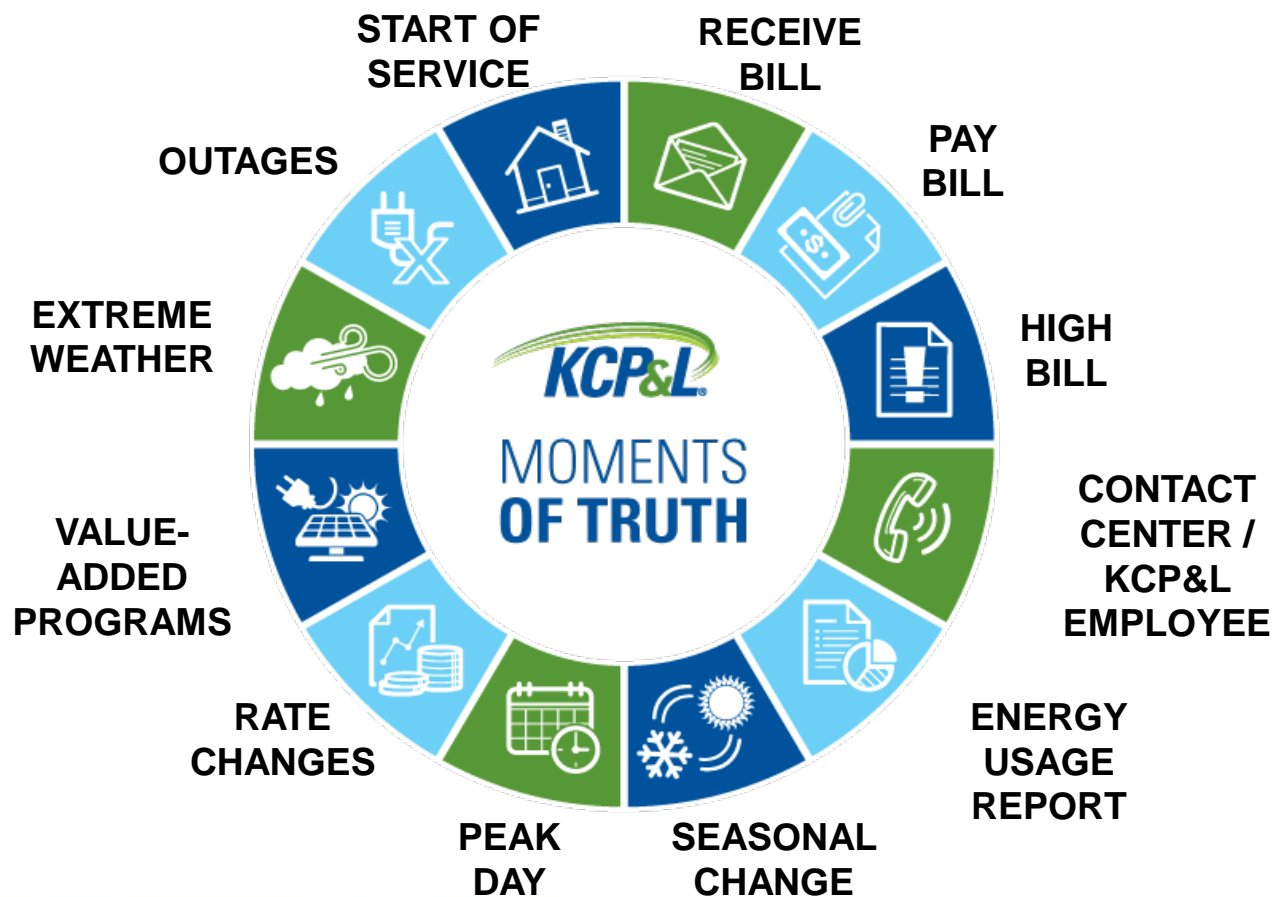 START OF
SERVICE
RECEIVE
BILL
PAY
BILL
HIGH
BILL
CONTACT
CENTER /
KCP&L
EMPLOYEE
ENERGY
USAGE
REPORT
SEASONAL
CHANGE
PEAK
DAY
RATE
CHANGES
VALUE-
ADDED
PROGRAMS
EXTREME
WEATHER
OUTAGES
KCP&L®
MOMENTS
OF TRUTH
$